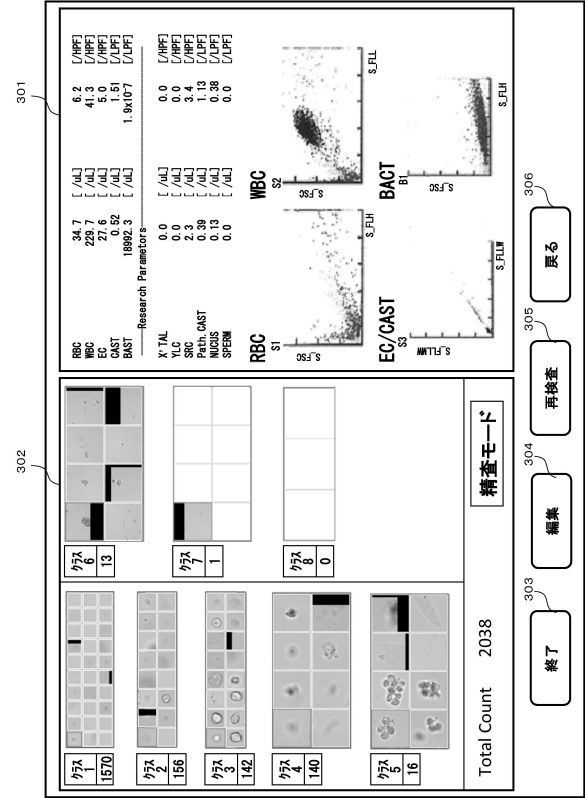 302
301
クラス 1 1570
クラス 2 156
クラス 3 142
クラス 4 140
クラス 5 16
クラス 6 13
クラス 7 1
クラス 8 0
Total Count 2038
精査モード
RBC 34.7 [ /uL] 6.2 [/HPF]
WBC 229.7 [ /uL] 41.3 [/HPF]
EC 27.6 [ /uL] 5.0 [/HPF]
CAST 0.52 [ /uL] 1.51 [/LPF]
BAST 18992.3 [ /uL] 1.9x10^7
Research Parametors
X'TAL 0.0 [ /uL] 0.0 [/HPF]
YLC 0.0 [ /uL] 0.0 [/HPF]
SRC 2.3 [ /uL] 3.4 [/HPF]
Path.CAST 0.39 [ /uL] 1.13 [/LPF]
NUCUS 0.13 [ /uL] 0.38 [/LPF]
SPERM 0.0 [ /uL] 0.0 [/LPF]
RBC
S1
S_FSC
S_FLH
WBC
S2
S_FSC
S_FLL
EC/CAST
S3
S_FLLWW
S_FLLW
BACT
B1
S_FSC
S_FLH
303
304
305
306
終了
編集
再検査
戻る